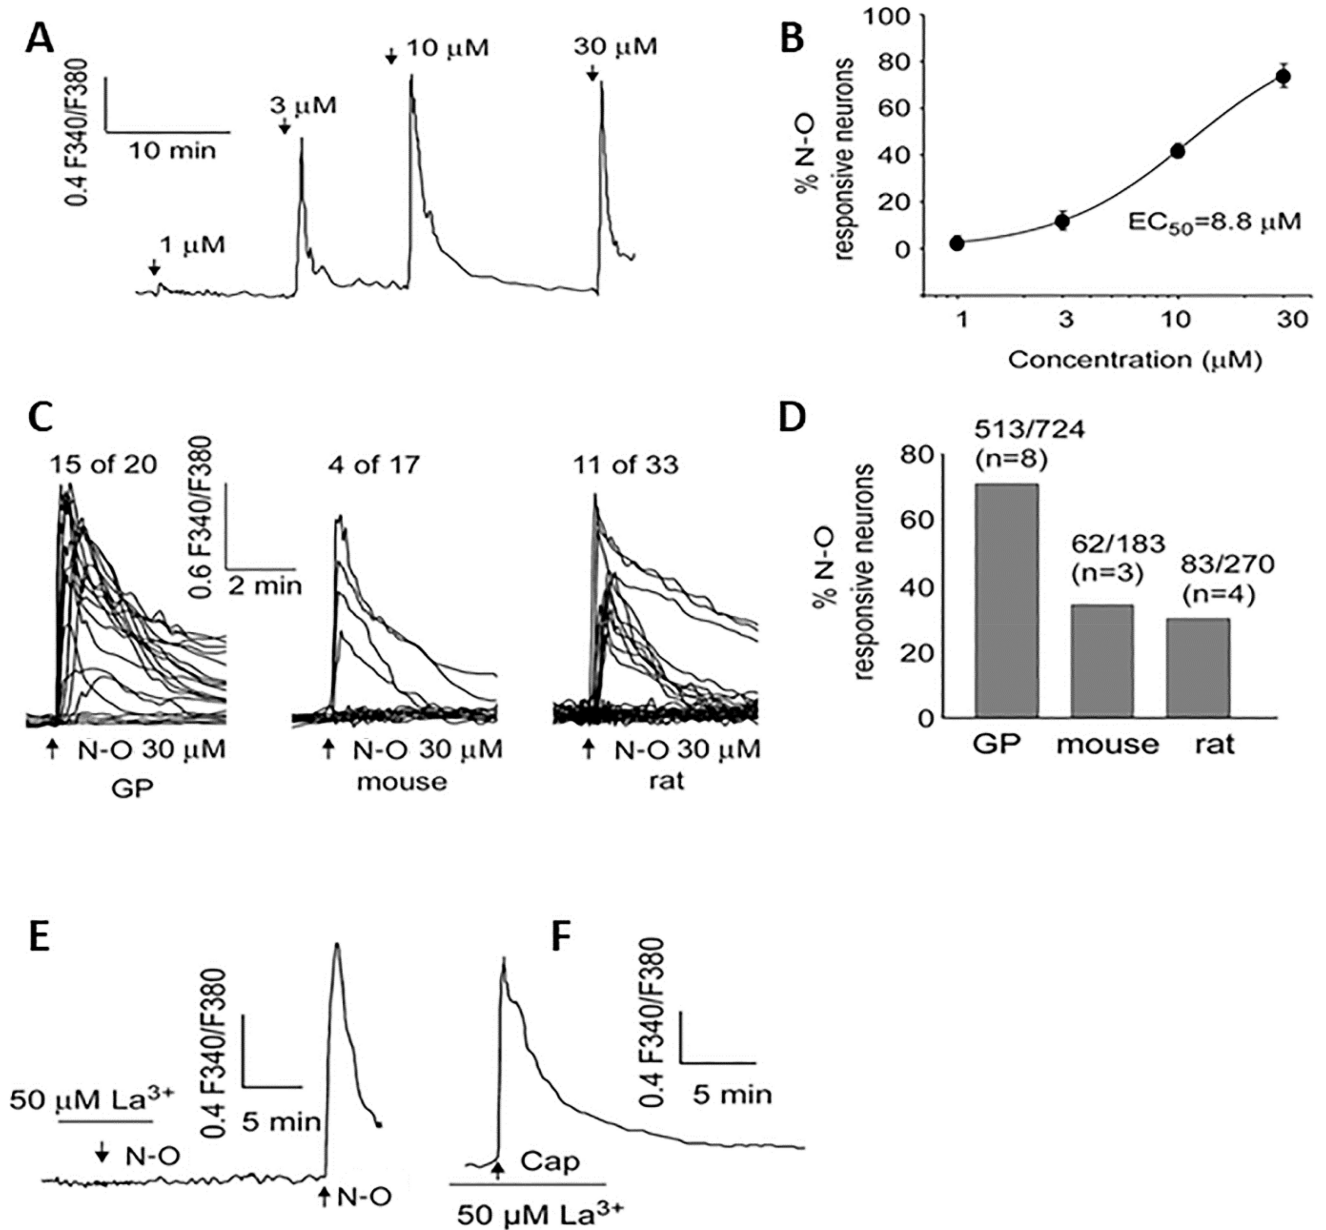 A
0.4 F340/F380
10 min
1 µM
3 µM
10 µM
30 µM
B
% N-O
responsive neurons
100
80
60
40
20
0
EC₅₀=8.8 µM
1 3 10 30
Concentration (µM)
C
15 of 20
0.6 F340/F380
2 min
4 of 17
11 of 33
N-O 30 µM
GP
N-O 30 µM
mouse
N-O 30 µM
rat
D
% N-O
responsive neurons
80
60
40
20
0
513/724
(n=8)
62/183
(n=3)
83/270
(n=4)
GP mouse rat
E
0.4 F340/F380
5 min
50 µM La³⁺
N-O
N-O
F
0.4 F340/F380
5 min
Cap
50 µM La³⁺